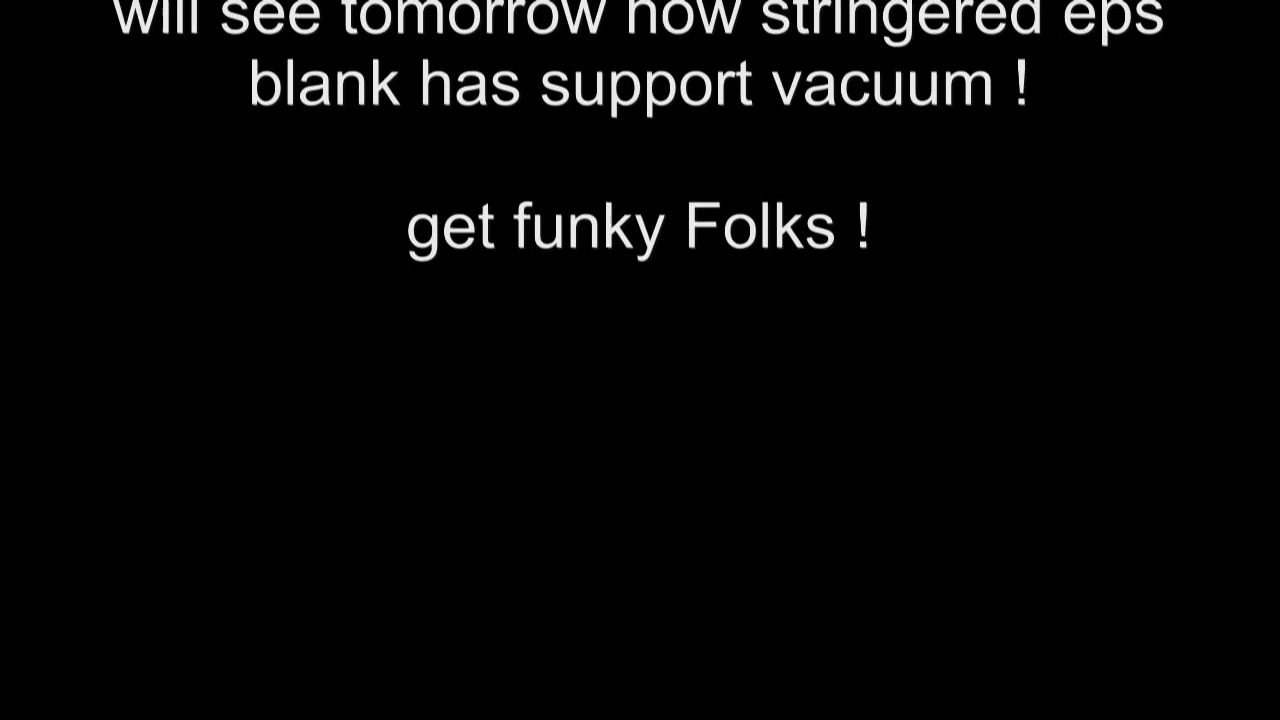 will see tomorrow how stringered eps
blank has support vacuum !
get funky Folks !